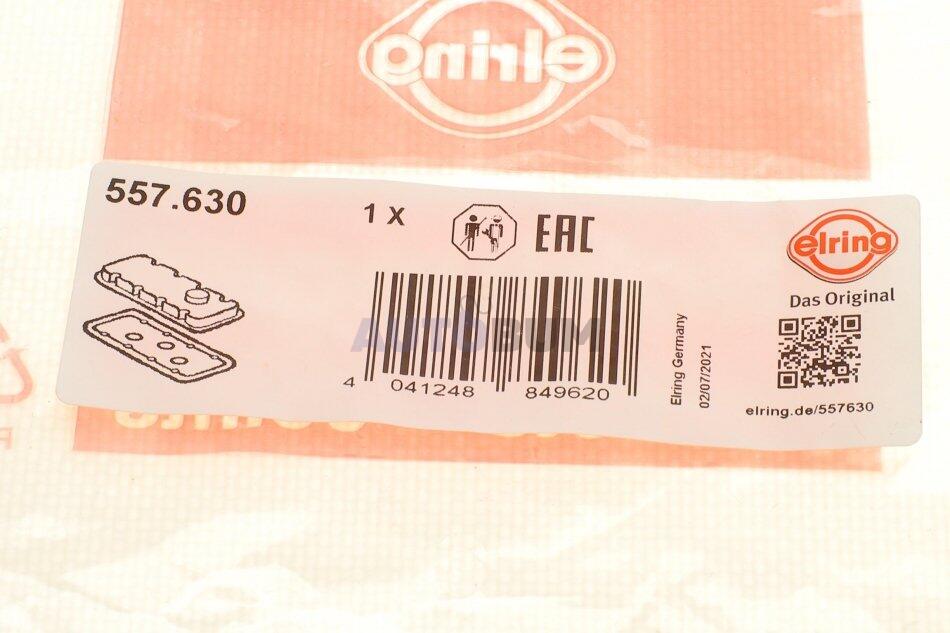 elring
557.630
1 X
EAC
elring
Das Original
AUTOBUM
4 041248 849620
Elring Germany
02/07/2021
elring.de/557630